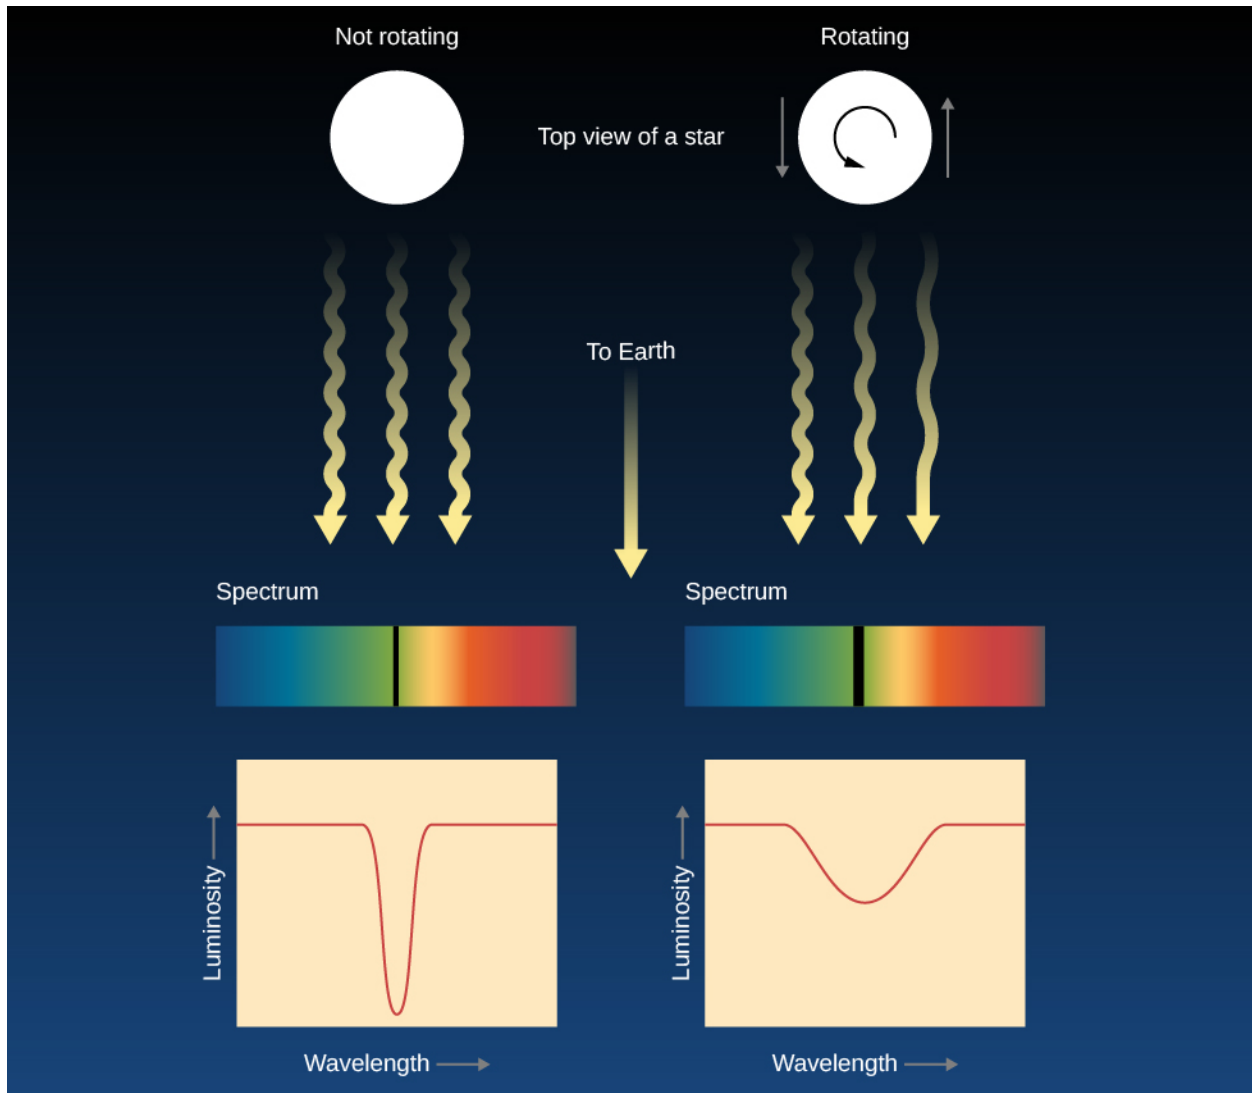 Not rotating
Rotating
Top view of a star
To Earth
Spectrum
Spectrum
Luminosity
Luminosity
Wavelength
Wavelength